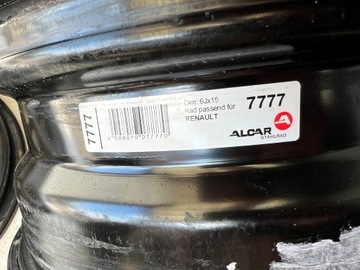 7777
Dim: 6Jx15
Rad passend für
RENAULT
7777
ALCAR
STAHLRAD